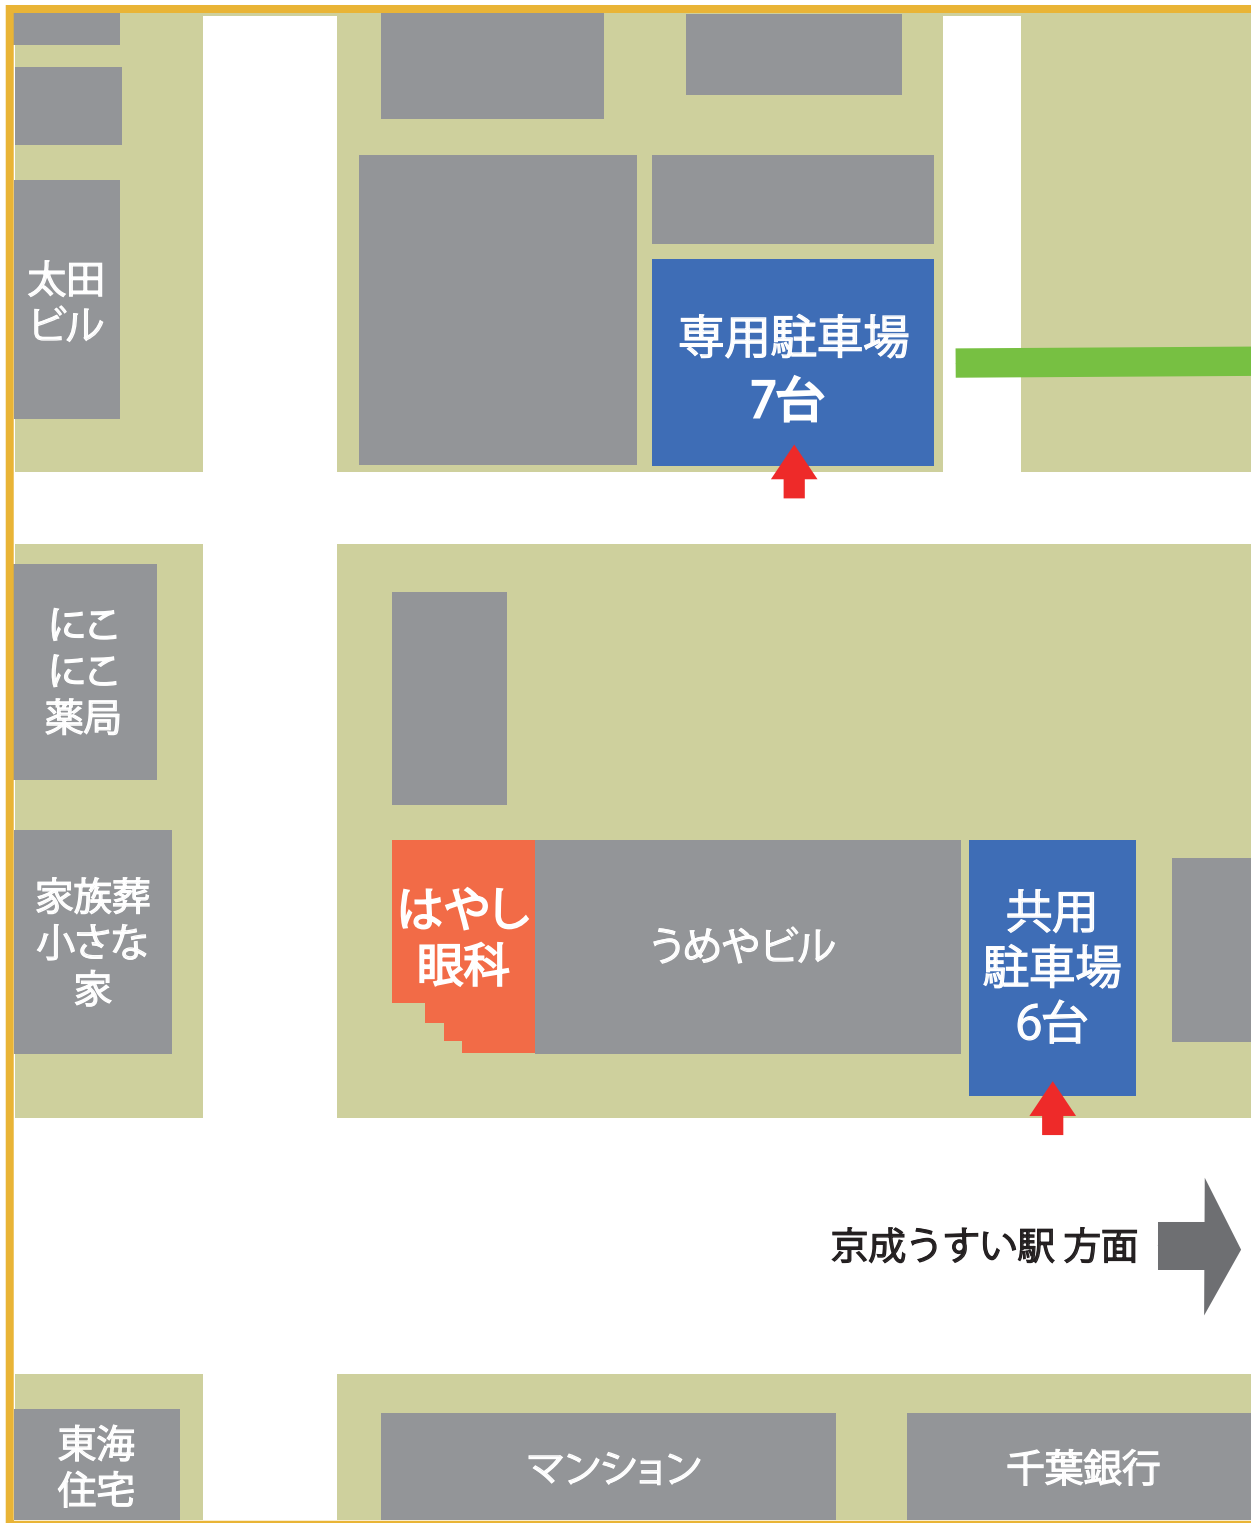 太田
ビル
専用駐車場
7台
にこ
にこ
薬局
家族葬
小さな
家
はやし
眼科
うめやビル
共用
駐車場
6台
京成うすい駅 方面
東海
住宅
マンション
千葉銀行